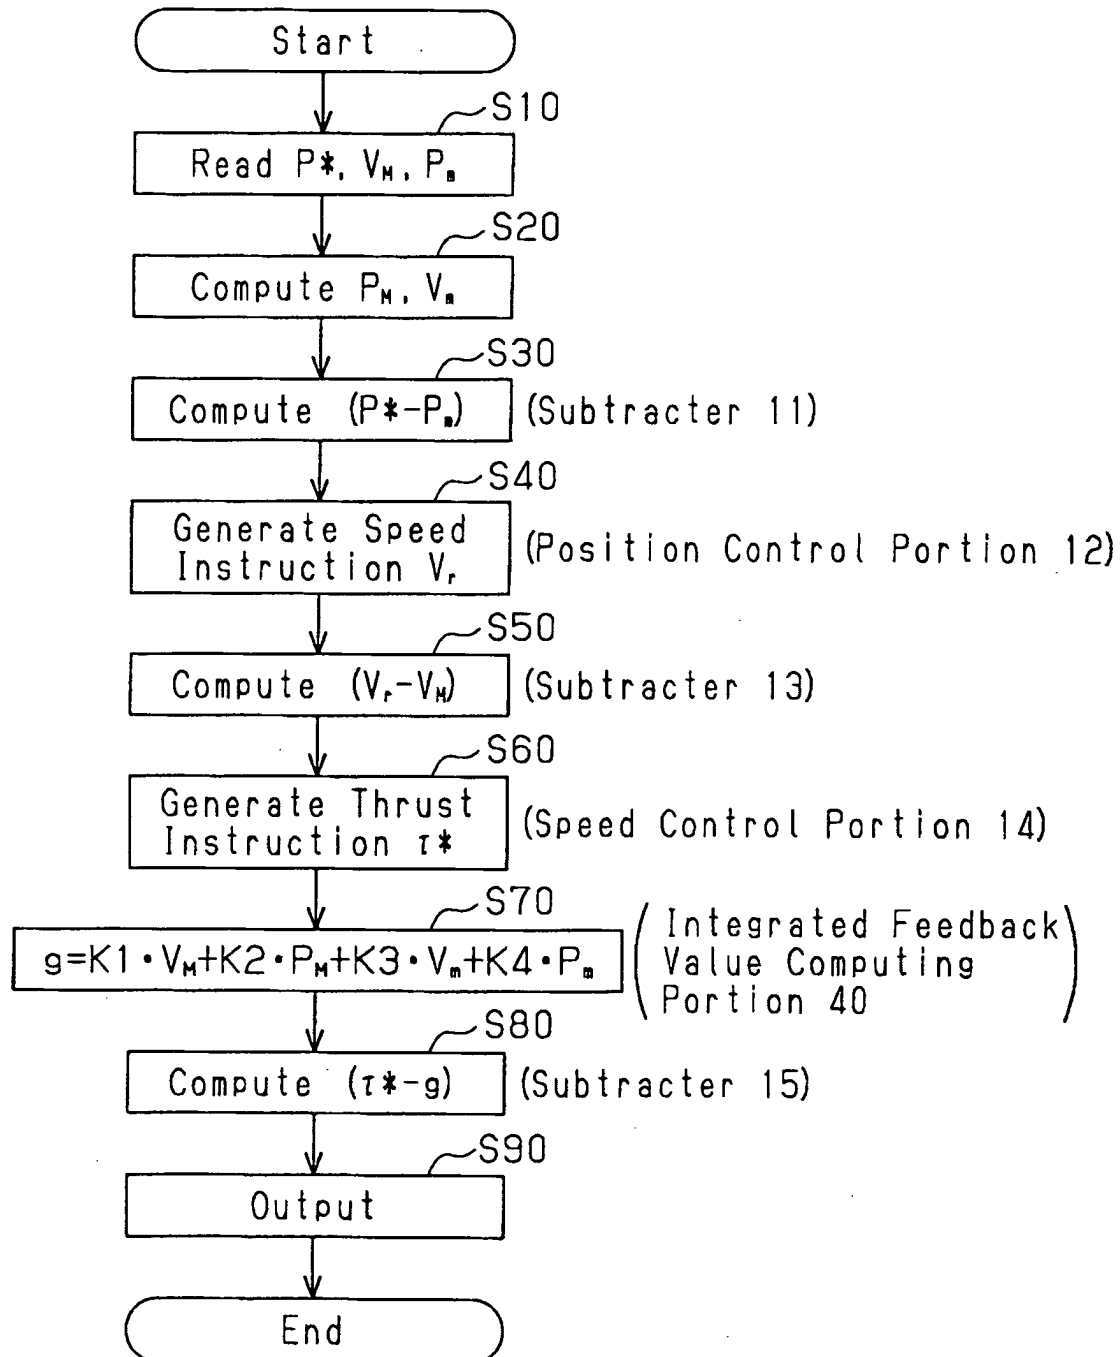 Start
S10
Read P*, V_M, P_m
S20
Compute P_M, V_m
S30
Compute (P*-P_m) (Subtracter 11)
S40
Generate Speed
Instruction V_r
(Position Control Portion 12)
S50
Compute (V_r-V_M) (Subtracter 13)
S60
Generate Thrust
Instruction τ*
(Speed Control Portion 14)
S70
g=K1·V_M+K2·P_M+K3·V_m+K4·P_m
(Integrated Feedback
Value Computing
Portion 40)
S80
Compute (τ*-g) (Subtracter 15)
S90
Output
End